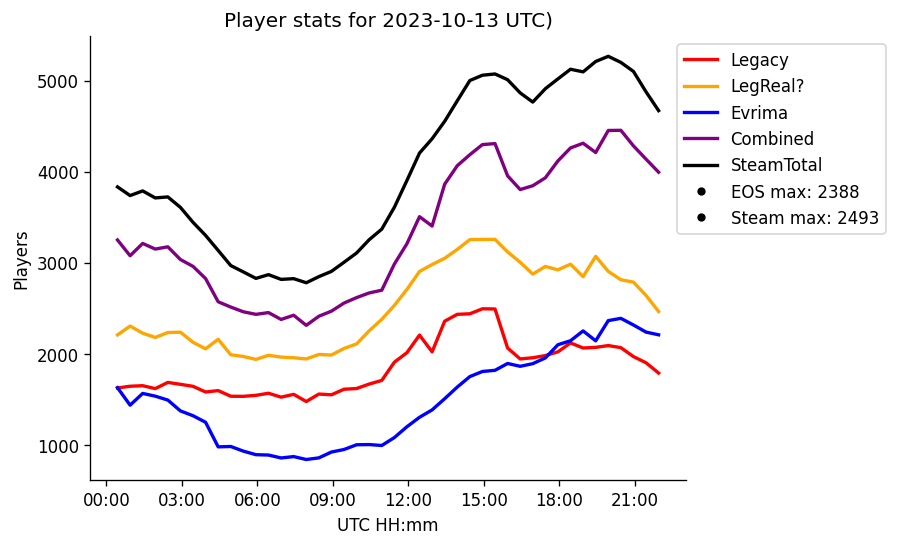 Player stats for 2023-10-13 UTC)
Legacy
LegReal?
Evrima
Combined
SteamTotal
EOS max: 2388
Steam max: 2493
Players
5000
4000
3000
2000
1000
00:00 03:00 06:00 09:00 12:00 15:00 18:00 21:00
UTC HH:mm